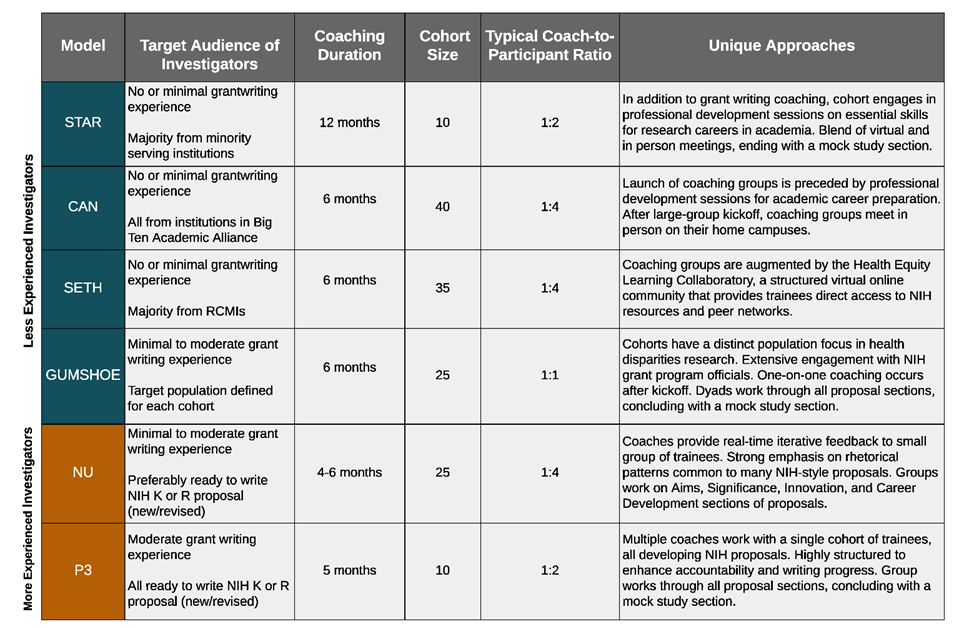 Model
Target Audience of
Investigators
Coaching
Duration
Cohort
Size
Typical Coach-to-
Participant Ratio
Unique Approaches
Less Experienced Investigators
STAR
No or minimal grantwriting
experience
Majority from minority
serving institutions
12 months
10
1:2
In addition to grant writing coaching, cohort engages in
professional development sessions on essential skills
for research careers in academia. Blend of virtual and
in person meetings, ending with a mock study section.
CAN
No or minimal grantwriting
experience
All from institutions in Big
Ten Academic Alliance
6 months
40
1:4
Launch of coaching groups is preceded by professional
development sessions for academic career preparation.
After large-group kickoff, coaching groups meet in
person on their home campuses.
SETH
No or minimal grantwriting
experience
Majority from RCMIs
6 months
35
1:4
Coaching groups are augmented by the Health Equity
Learning Collaboratory, a structured virtual online
community that provides trainees direct access to NIH
resources and peer networks.
GUMSHOE
Minimal to moderate grant
writing experience
Target population defined
for each cohort
6 months
25
1:1
Cohorts have a distinct population focus in health
disparities research. Extensive engagement with NIH
grant program officials. One-on-one coaching occurs
after kickoff. Dyads work through all proposal sections,
concluding with a mock study section.
More Experienced Investigators
NU
Minimal to moderate grant
writing experience
Preferably ready to write
NIH K or R proposal
(new/revised)
4-6 months
25
1:4
Coaches provide real-time iterative feedback to small
group of trainees. Strong emphasis on rhetorical
patterns common to many NIH-style proposals. Groups
work on Aims, Significance, Innovation, and Career
Development sections of proposals.
P3
Moderate grant writing
experience
All ready to write NIH K or R
proposal (new/revised)
5 months
10
1:2
Multiple coaches work with a single cohort of trainees,
all developing NIH proposals. Highly structured to
enhance accountability and writing progress. Group
works through all proposal sections, concluding with a
mock study section.